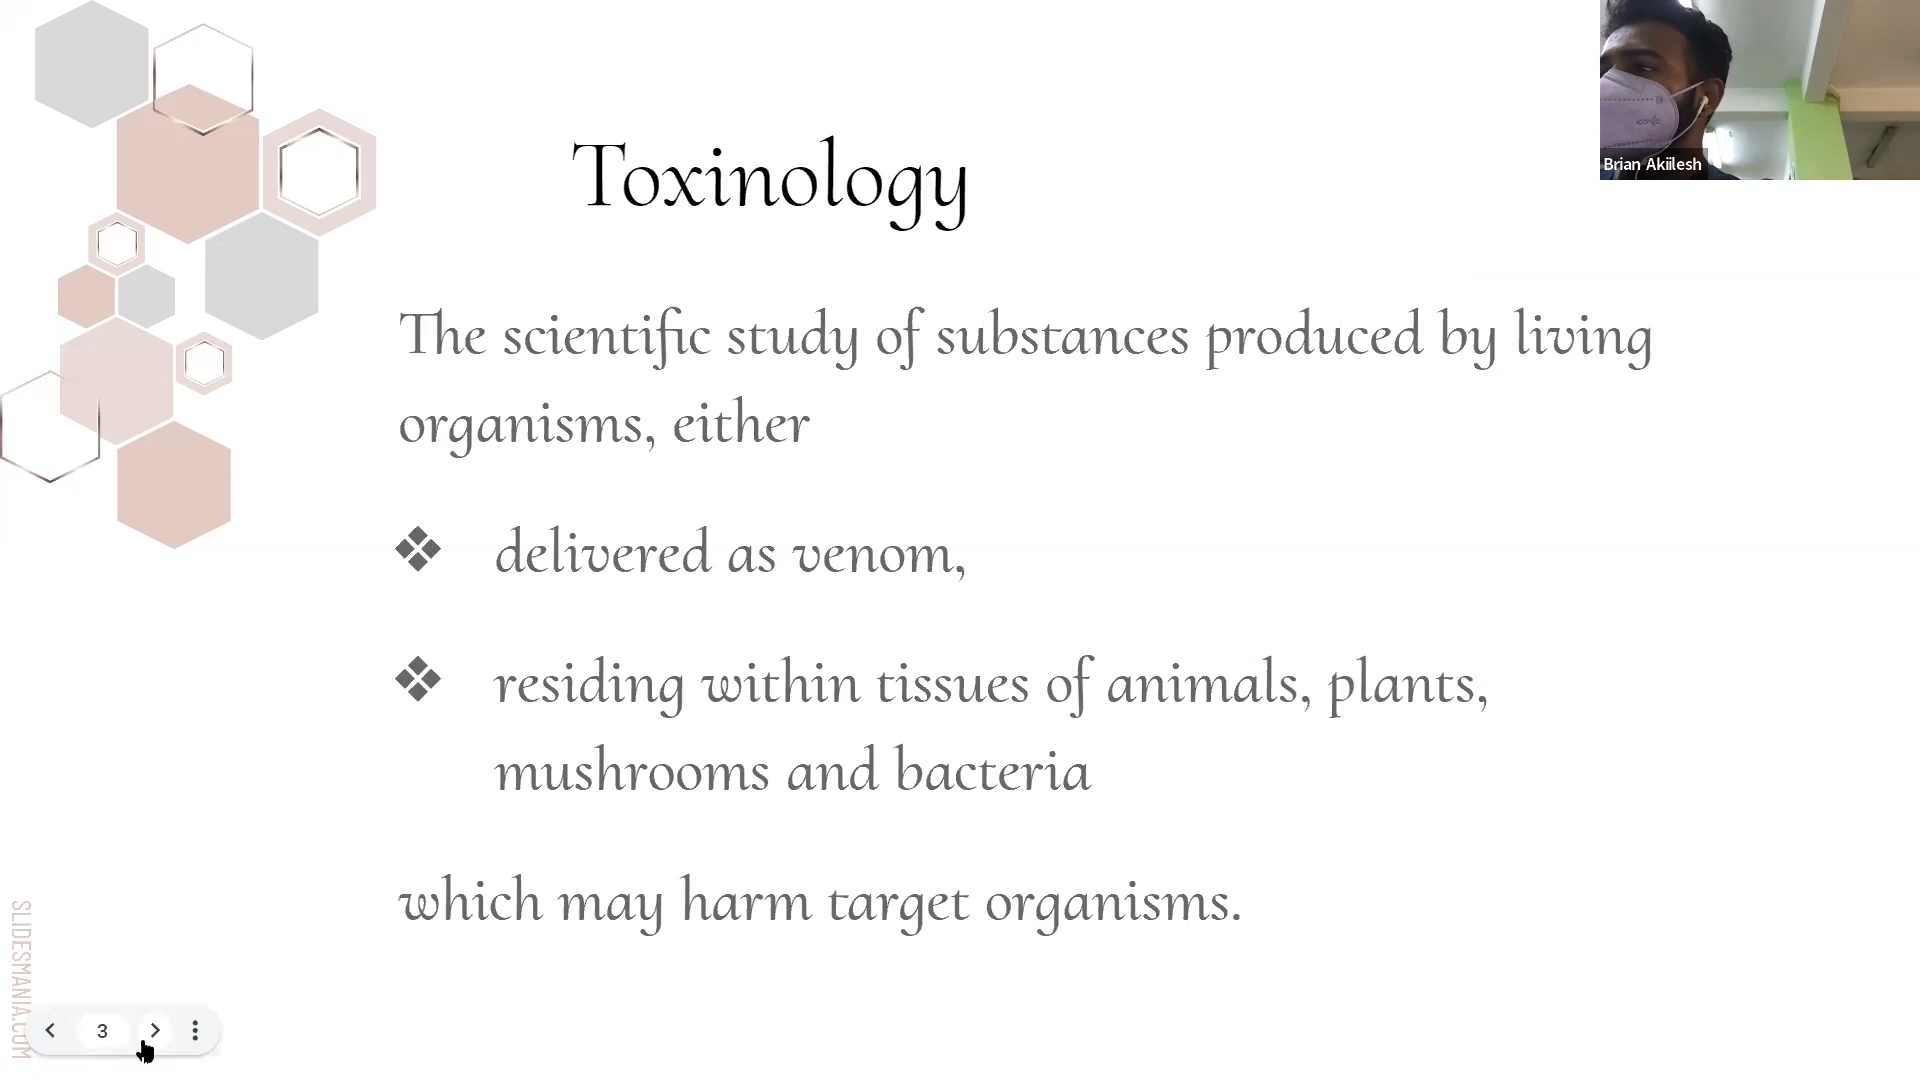 Toxinology
The scientific study of substances produced by living
organisms, either
❖ delivered as venom,
❖ residing within tissues of animals, plants,
mushrooms and bacteria
which may harm target organisms.
Brian Akiilesh
SLIDESMANIA.COM
3